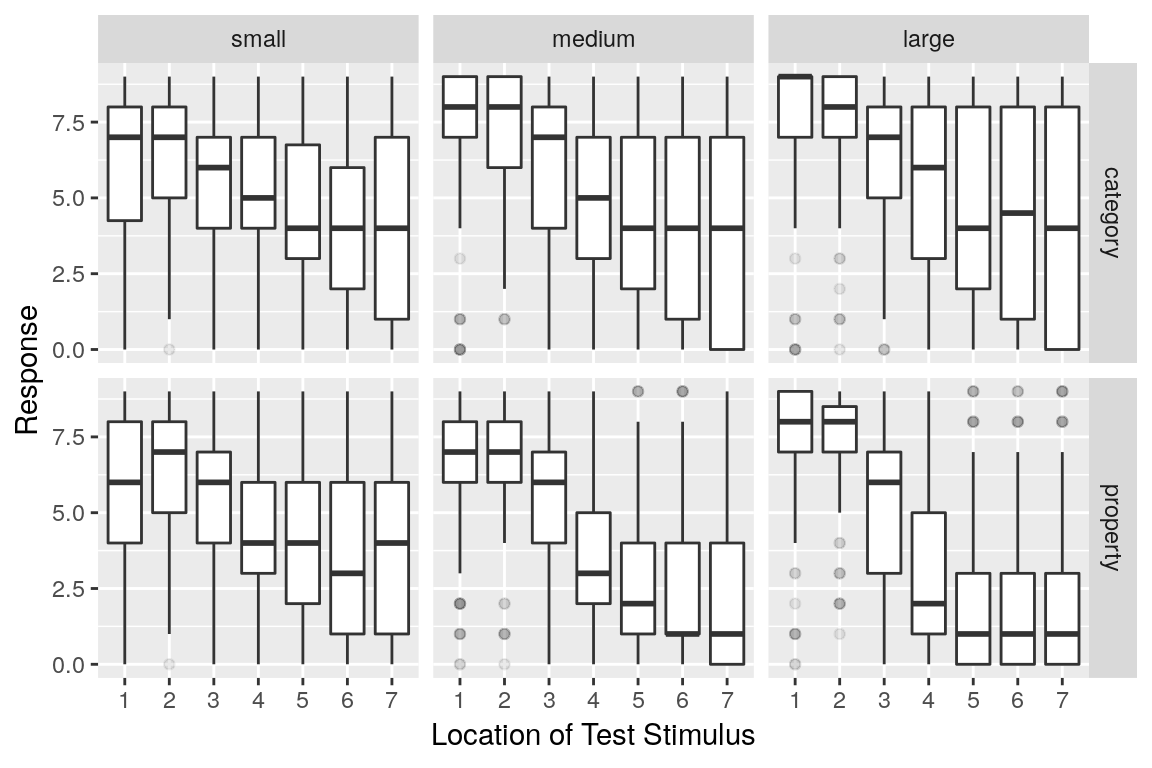 small medium large
7.5
5.0
2.5
0.0
category
Response
7.5
5.0
2.5
0.0
property
1 2 3 4 5 6 7 1 2 3 4 5 6 7 1 2 3 4 5 6 7
Location of Test Stimulus